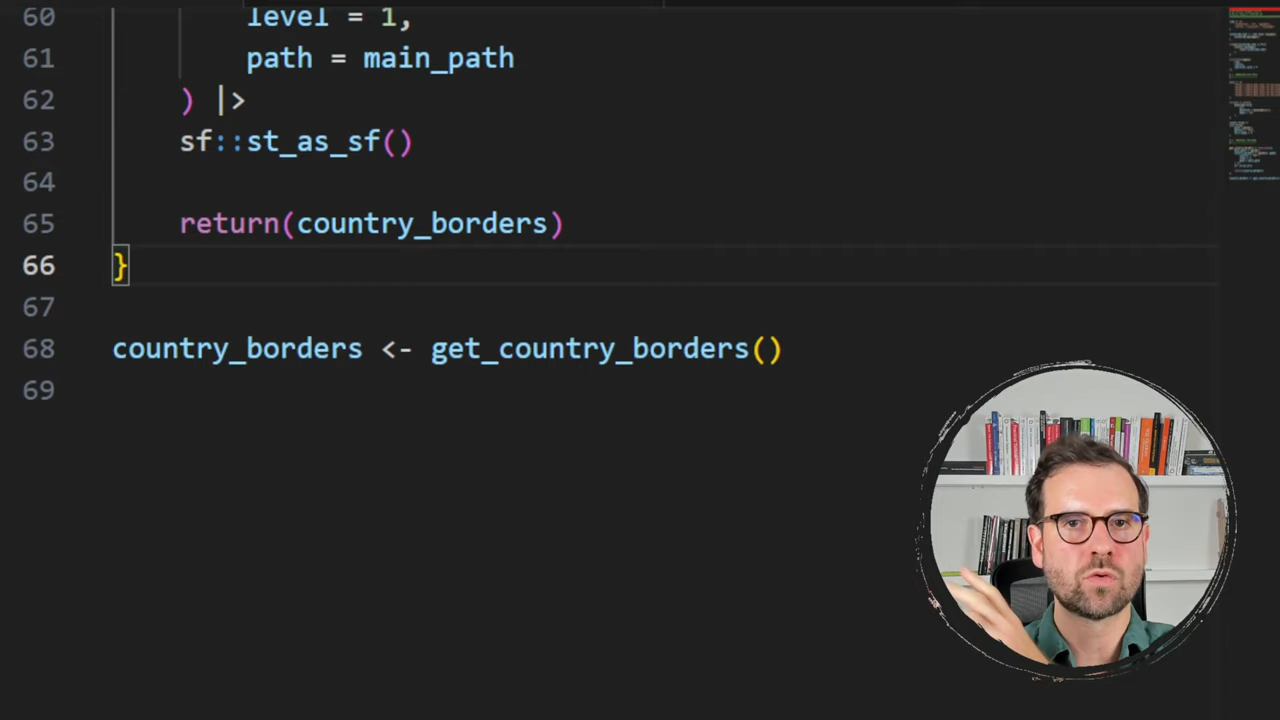 60 level = 1,
61 path = main_path
62 ) |>
63 sf::st_as_sf()
64
65 return(country_borders)
66 }
67
68 country_borders <- get_country_borders()
69